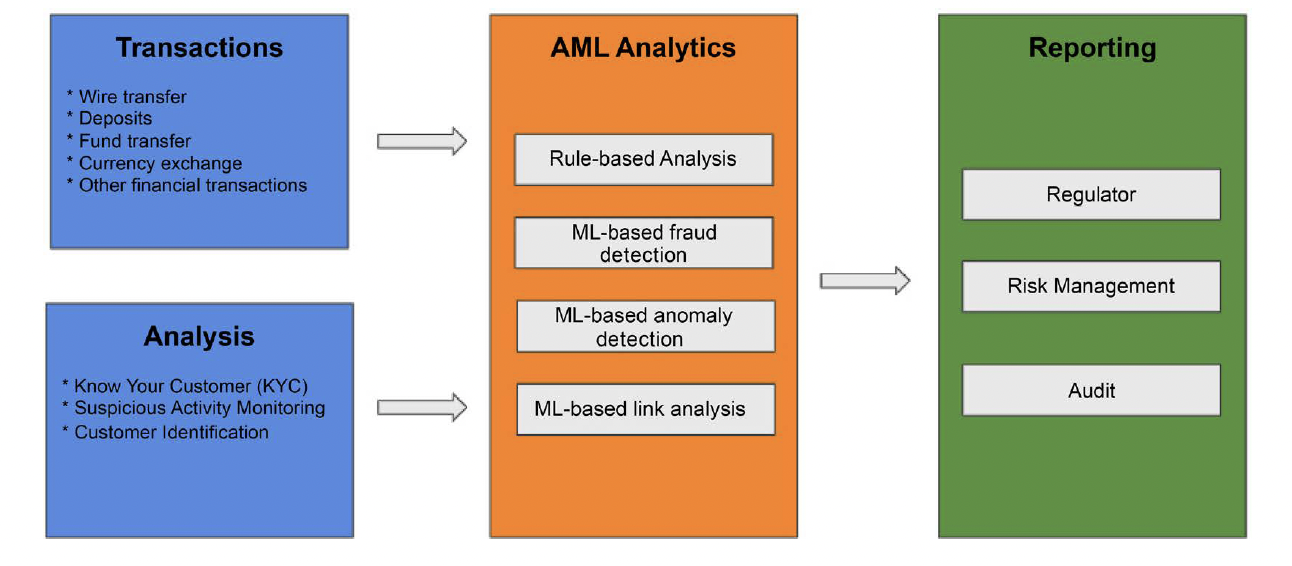 Transactions
* Wire transfer
* Deposits
* Fund transfer
* Currency exchange
* Other financial transactions
Analysis
* Know Your Customer (KYC)
* Suspicious Activity Monitoring
* Customer Identification
AML Analytics
Rule-based Analysis
ML-based fraud
detection
ML-based anomaly
detection
ML-based link analysis
Reporting
Regulator
Risk Management
Audit